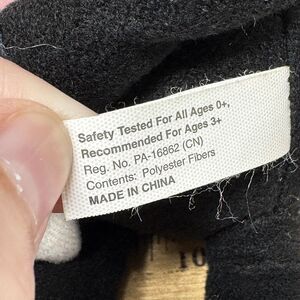 Safety Tested For All Ages 0+,
Recommended For Ages 3+
Reg. No. PA-16862 (CN)
Contents: Polyester Fibers
MADE IN CHINA
10